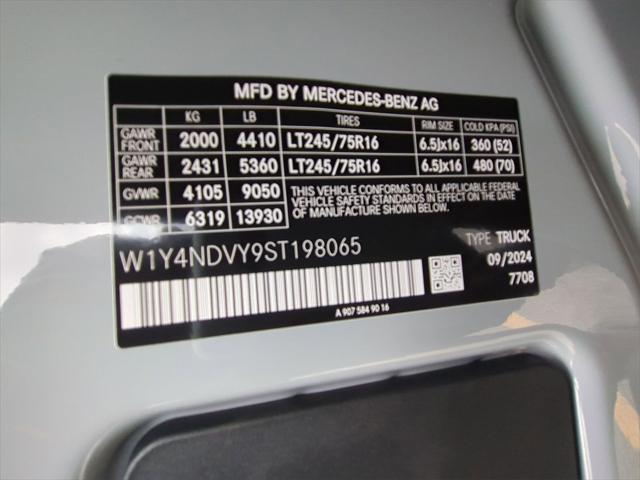 MFD BY MERCEDES-BENZ AG
KG LB TIRES RIM SIZE COLD KPA (PSI)
GAWR FRONT 2000 4410 LT245/75R16 6.5Jx16 360 (52)
GAWR REAR 2431 5360 LT245/75R16 6.5Jx16 480 (70)
GVWR 4105 9050 THIS VEHICLE CONFORMS TO ALL APPLICABLE FEDERAL MOTOR
VEHICLE SAFETY STANDARDS IN EFFECT ON THE DATE
GCWR 6319 13930 OF MANUFACTURE SHOWN ABOVE
W1Y4NDVY9ST198065 TYPE TRUCK
09/2024
7708
A 907 584 90 16